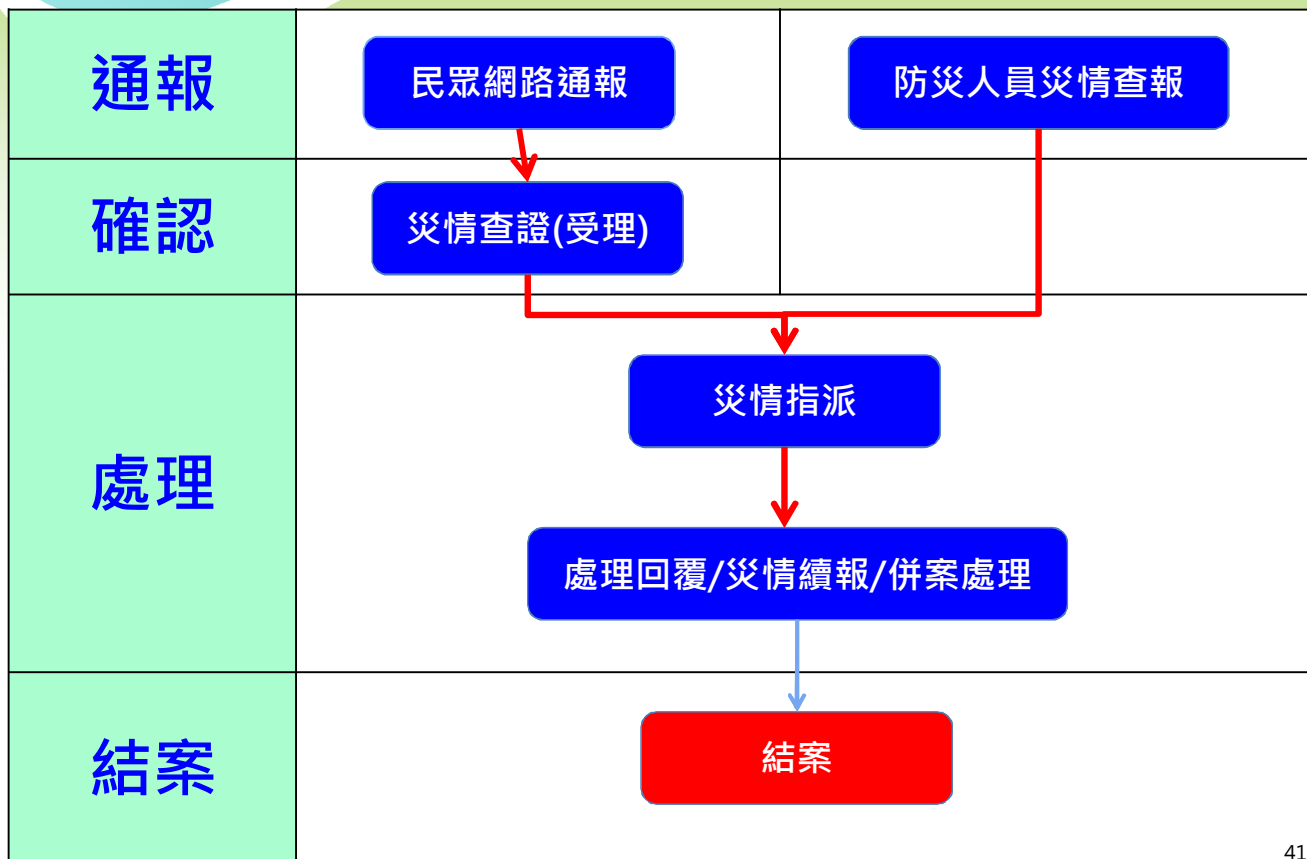 通報
民眾網路通報
防災人員災情查報
確認
災情查證(受理)
處理
災情指派
處理回覆/災情續報/併案處理
結案
結案
41